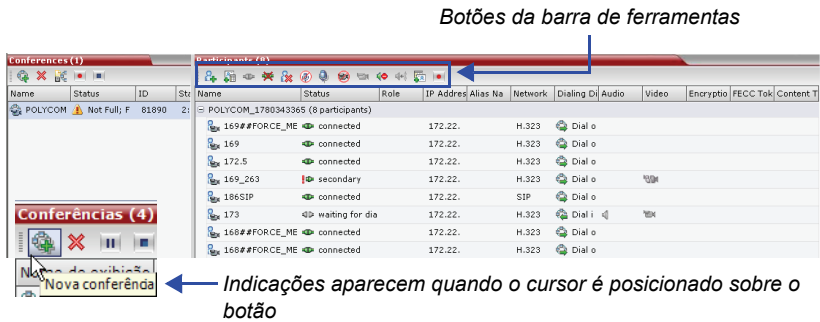 Botões da barra de ferramentas
Conferences (1)
Participants (8)
Name Status ID Sta
POLYCOM Not Full; F 81890 2:
Name Status Role IP Addres Alias Na Network Dialing Di Audio Video Encryptio FECC Tok Content T
POLYCOM_1780343365 (8 participants)
169##FORCE_ME connected 172.22. H.323 Dial o
169 connected 172.22. H.323 Dial o
172.5 connected 172.22. H.323 Dial o
169_263 secondary 172.22. H.323 Dial o
186SIP connected 172.22. SIP Dial o
173 waiting for dia 172.22. H.323 Dial i
168##FORCE_ME connected 172.22. H.323 Dial o
168##FORCE_ME connected 172.22. H.323 Dial o
Conferências (4)
Nova conferência
Indicações aparecem quando o cursor é posicionado sobre o
botão